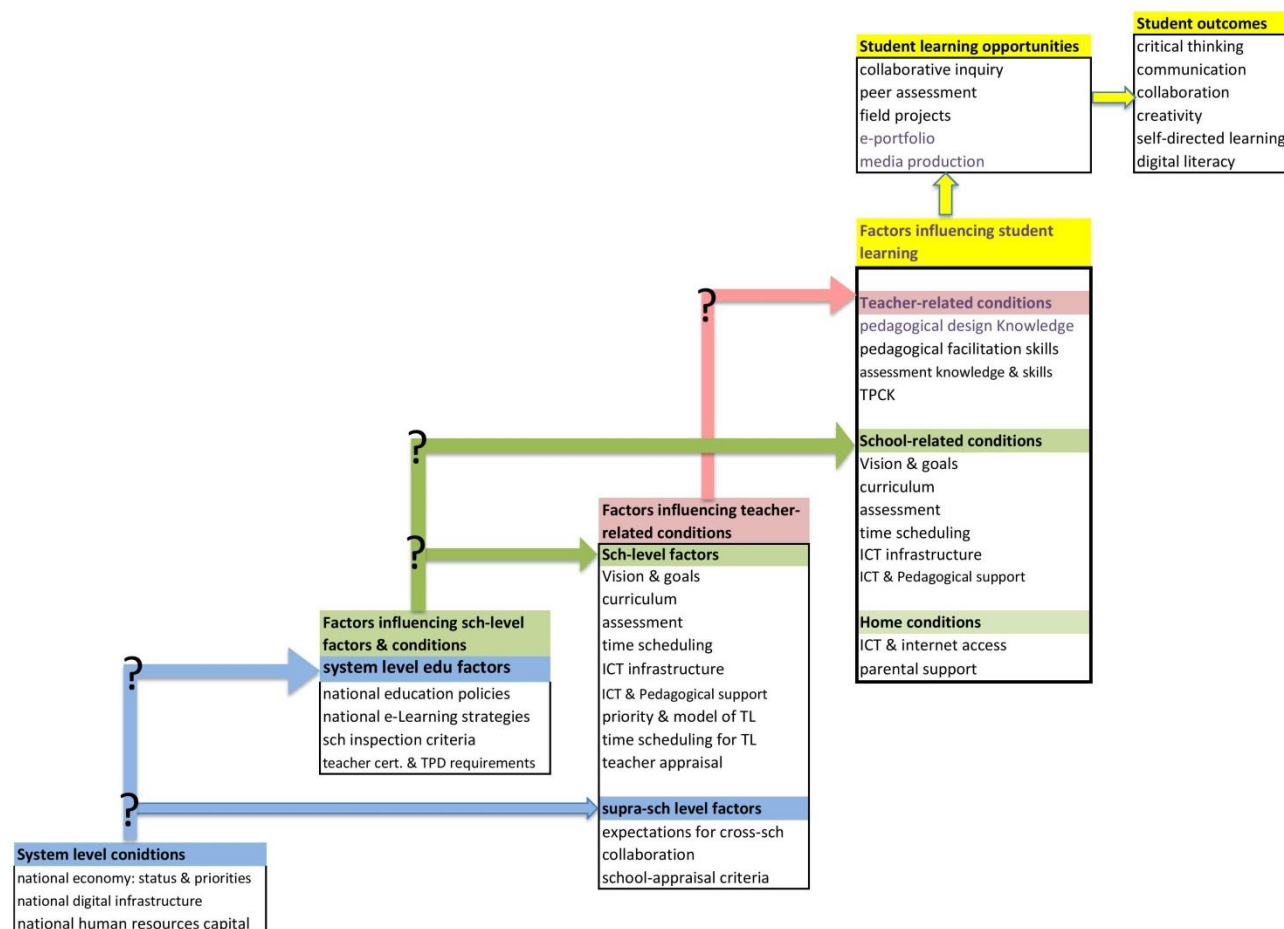 Student outcomes
critical thinking
communication
collaboration
creativity
self-directed learning
digital literacy
Student learning opportunities
collaborative inquiry
peer assessment
field projects
e-portfolio
media production
Factors influencing student
learning
Teacher-related conditions
pedagogical design Knowledge
pedagogical facilitation skills
assessment knowledge & skills
TPCK
School-related conditions
Vision & goals
curriculum
assessment
time scheduling
ICT infrastructure
ICT & Pedagogical support
Home conditions
ICT & internet access
parental support
?
?
?
Factors influencing teacher-
related conditions
Sch-level factors
Vision & goals
curriculum
assessment
time scheduling
ICT infrastructure
ICT & Pedagogical support
priority & model of TL
time scheduling for TL
teacher appraisal
supra-sch level factors
expectations for cross-sch
collaboration
school-appraisal criteria
Factors influencing sch-level
factors & conditions
system level edu factors
national education policies
national e-Learning strategies
sch inspection criteria
teacher cert. & TPD requirements
?
?
System level conidtions
national economy: status & priorities
national digital infrastructure
national human resources capital